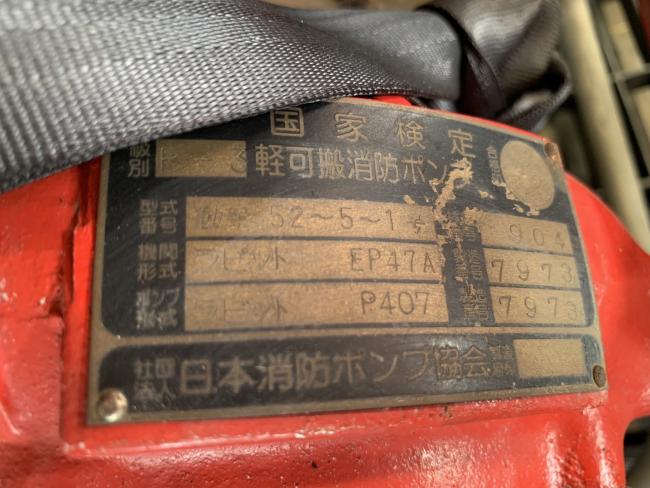 国家検定
級別 B-3 軽可搬消防ポンプ
型式番号 52~5~1号 904
機関形式 ラビット EP47A 7973
ポンプ形式 ラビット P407 7973
社団法人 日本消防ポンプ協会